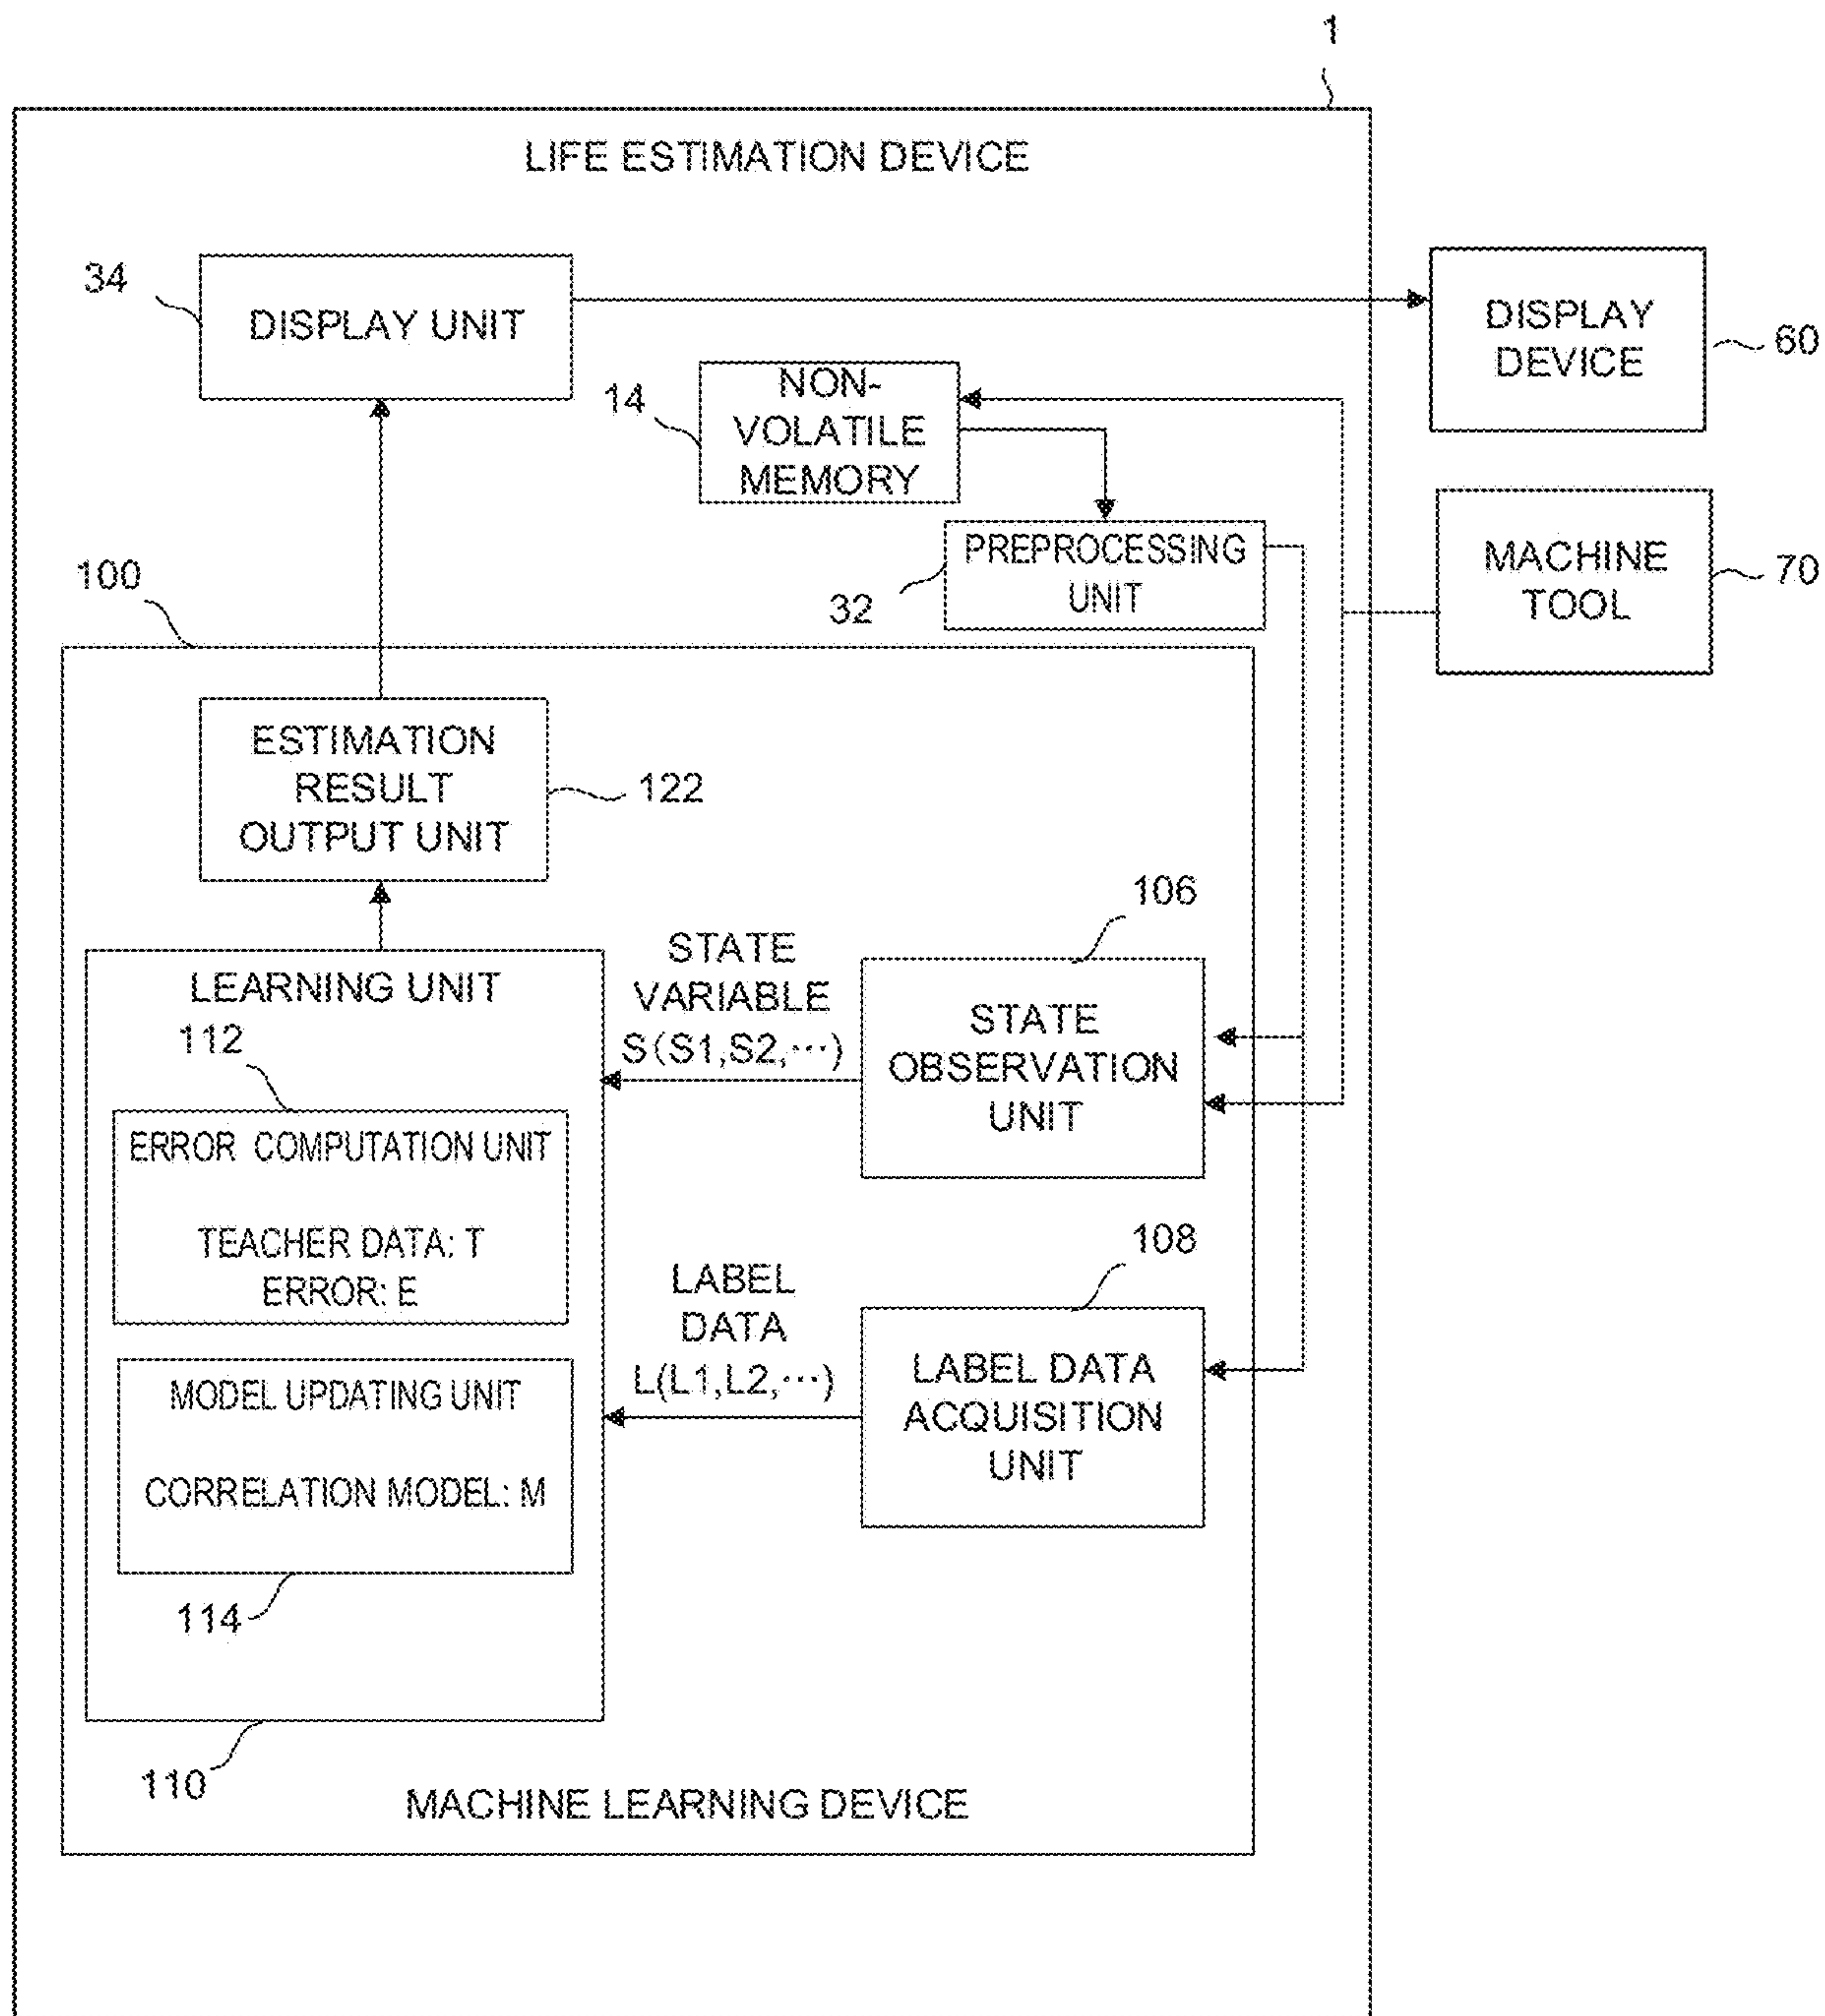 1
LIFE ESTIMATION DEVICE
34
DISPLAY UNIT
DISPLAY
DEVICE
60
14
NON-
VOLATILE
MEMORY
PREPROCESSING
UNIT
32
MACHINE
TOOL
70
100
ESTIMATION
RESULT
OUTPUT UNIT
122
106
STATE
VARIABLE
S(S1,S2,···)
STATE
OBSERVATION
UNIT
LEARNING UNIT
112
ERROR COMPUTATION UNIT
TEACHER DATA: T
ERROR: E
108
LABEL
DATA
L(L1,L2,···)
LABEL DATA
ACQUISITION
UNIT
MODEL UPDATING UNIT
CORRELATION MODEL: M
114
110
MACHINE LEARNING DEVICE